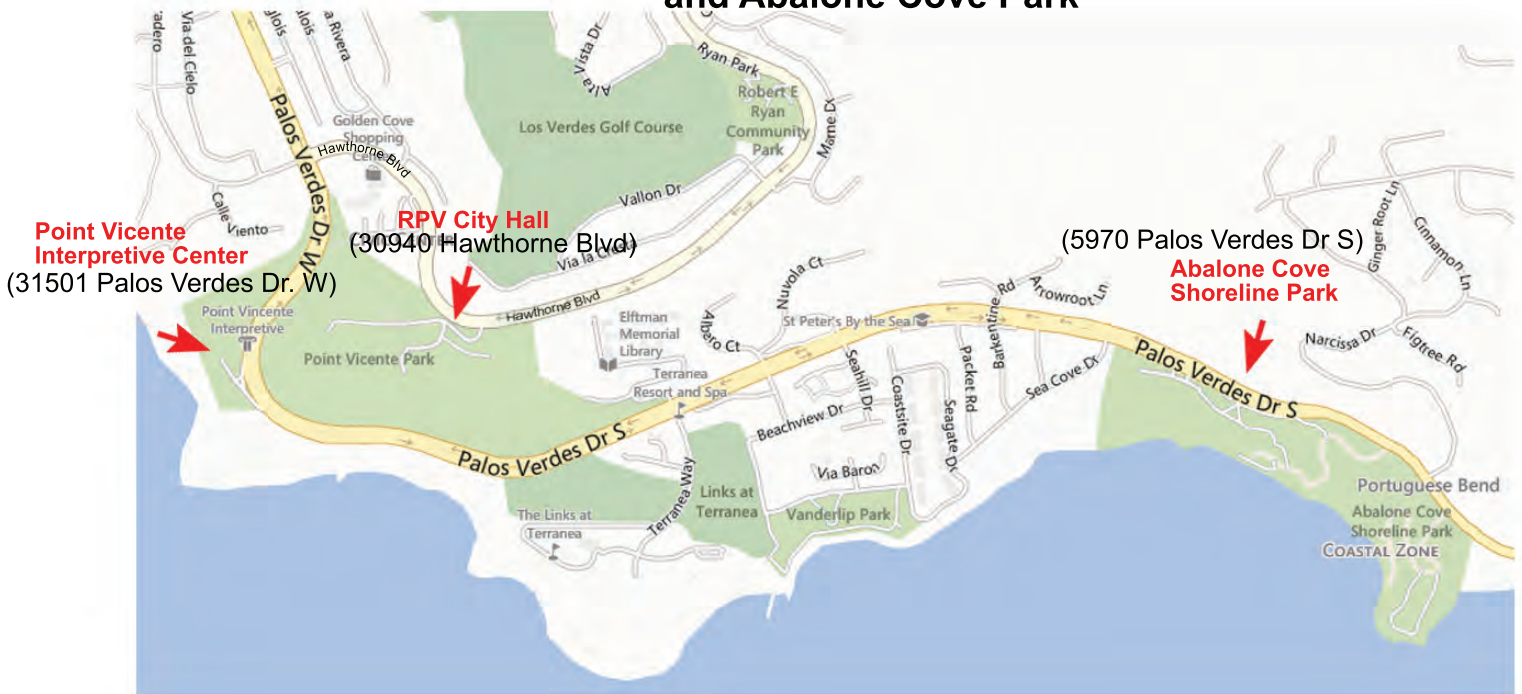 and Abalone Cove Park
Via del Cielo
Rivera
Alta Vista Dr
Ryan Park
Robert E
Ryan
Community
Park
Marne Dr
Golden Cove
Shopping
Hawthorne Blvd
Los Verdes Golf Course
Palos Verdes Dr W
Calle Viento
Vallon Dr
Point Vicente
Interpretive Center
(31501 Palos Verdes Dr. W)
RPV City Hall
(30940 Hawthorne Blvd)
(5970 Palos Verdes Dr S)
Abalone Cove
Shoreline Park
Ginger Root Ln
Cinnamon Ln
Narcissa Dr
Figtree Rd
Nuvola Ct
Hawthorne Blvd
Barkentine Rd
Arrowroot Ln
Point Vincente
Interpretive
Point Vicente Park
Elftman
Memorial
Library
Albero Ct
St Peter's By the Sea
Terranea
Resort and Spa
Seahill Dr
Packet Rd
Sea Cove Dr
Palos Verdes Dr S
Coastsite Dr
Seagate Dr
Beachview Dr
Palos Verdes Dr S
Via Baron
Terranea Way
Links at
Terranea
Vanderlip Park
The Links at
Terranea
Portuguese Bend
Abalone Cove
Shoreline Park
COASTAL ZONE